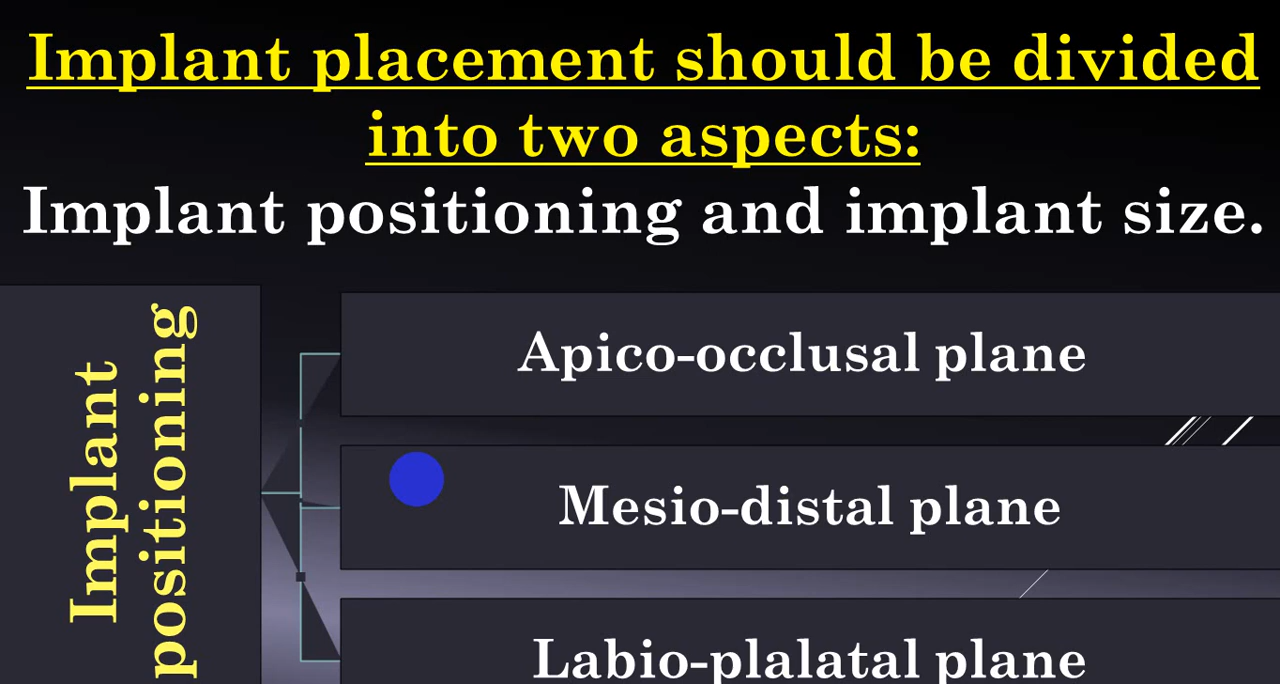 Implant placement should be divided
into two aspects:
Implant positioning and implant size.
Implant
positioning
Apico-occlusal plane
Mesio-distal plane
Labio-plalatal plane